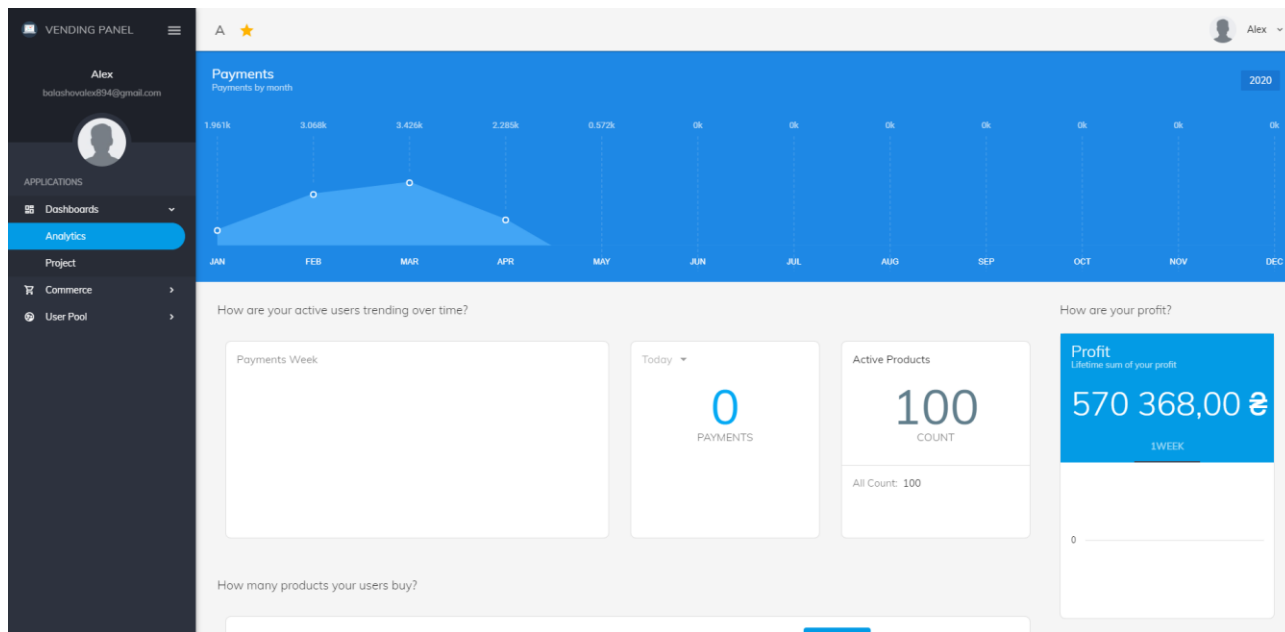 VENDING PANEL
A
Alex
Alex
balashovalex894@gmail.com
APPLICATIONS
Dashboards
Analytics
Project
Commerce
User Pool
Payments
Payments by month
2020
1.961k 3.068k 3.426k 2.285k 0.572k 0k 0k 0k 0k 0k 0k 0k
JAN FEB MAR APR MAY JUN JUL AUG SEP OCT NOV DEC
How are your active users trending over time?
Payments Week
Today
0
PAYMENTS
Active Products
100
COUNT
All Count: 100
How are your profit?
Profit
Lifetime sum of your profit
570 368,00 ₴
1WEEK
0
How many products your users buy?